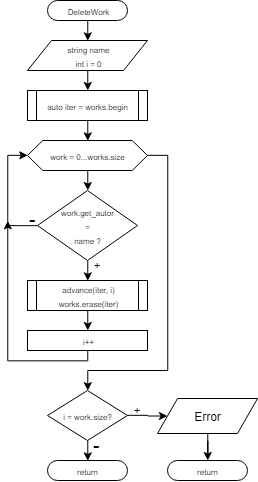 DeleteWork
string name
int i = 0
auto iter = works.begin
work = 0...works.size
work.get_autor
=
name ?
-
+
advance(iter, i)
works.erase(iter)
i++
i = work.size?
+
Error
-
return
return